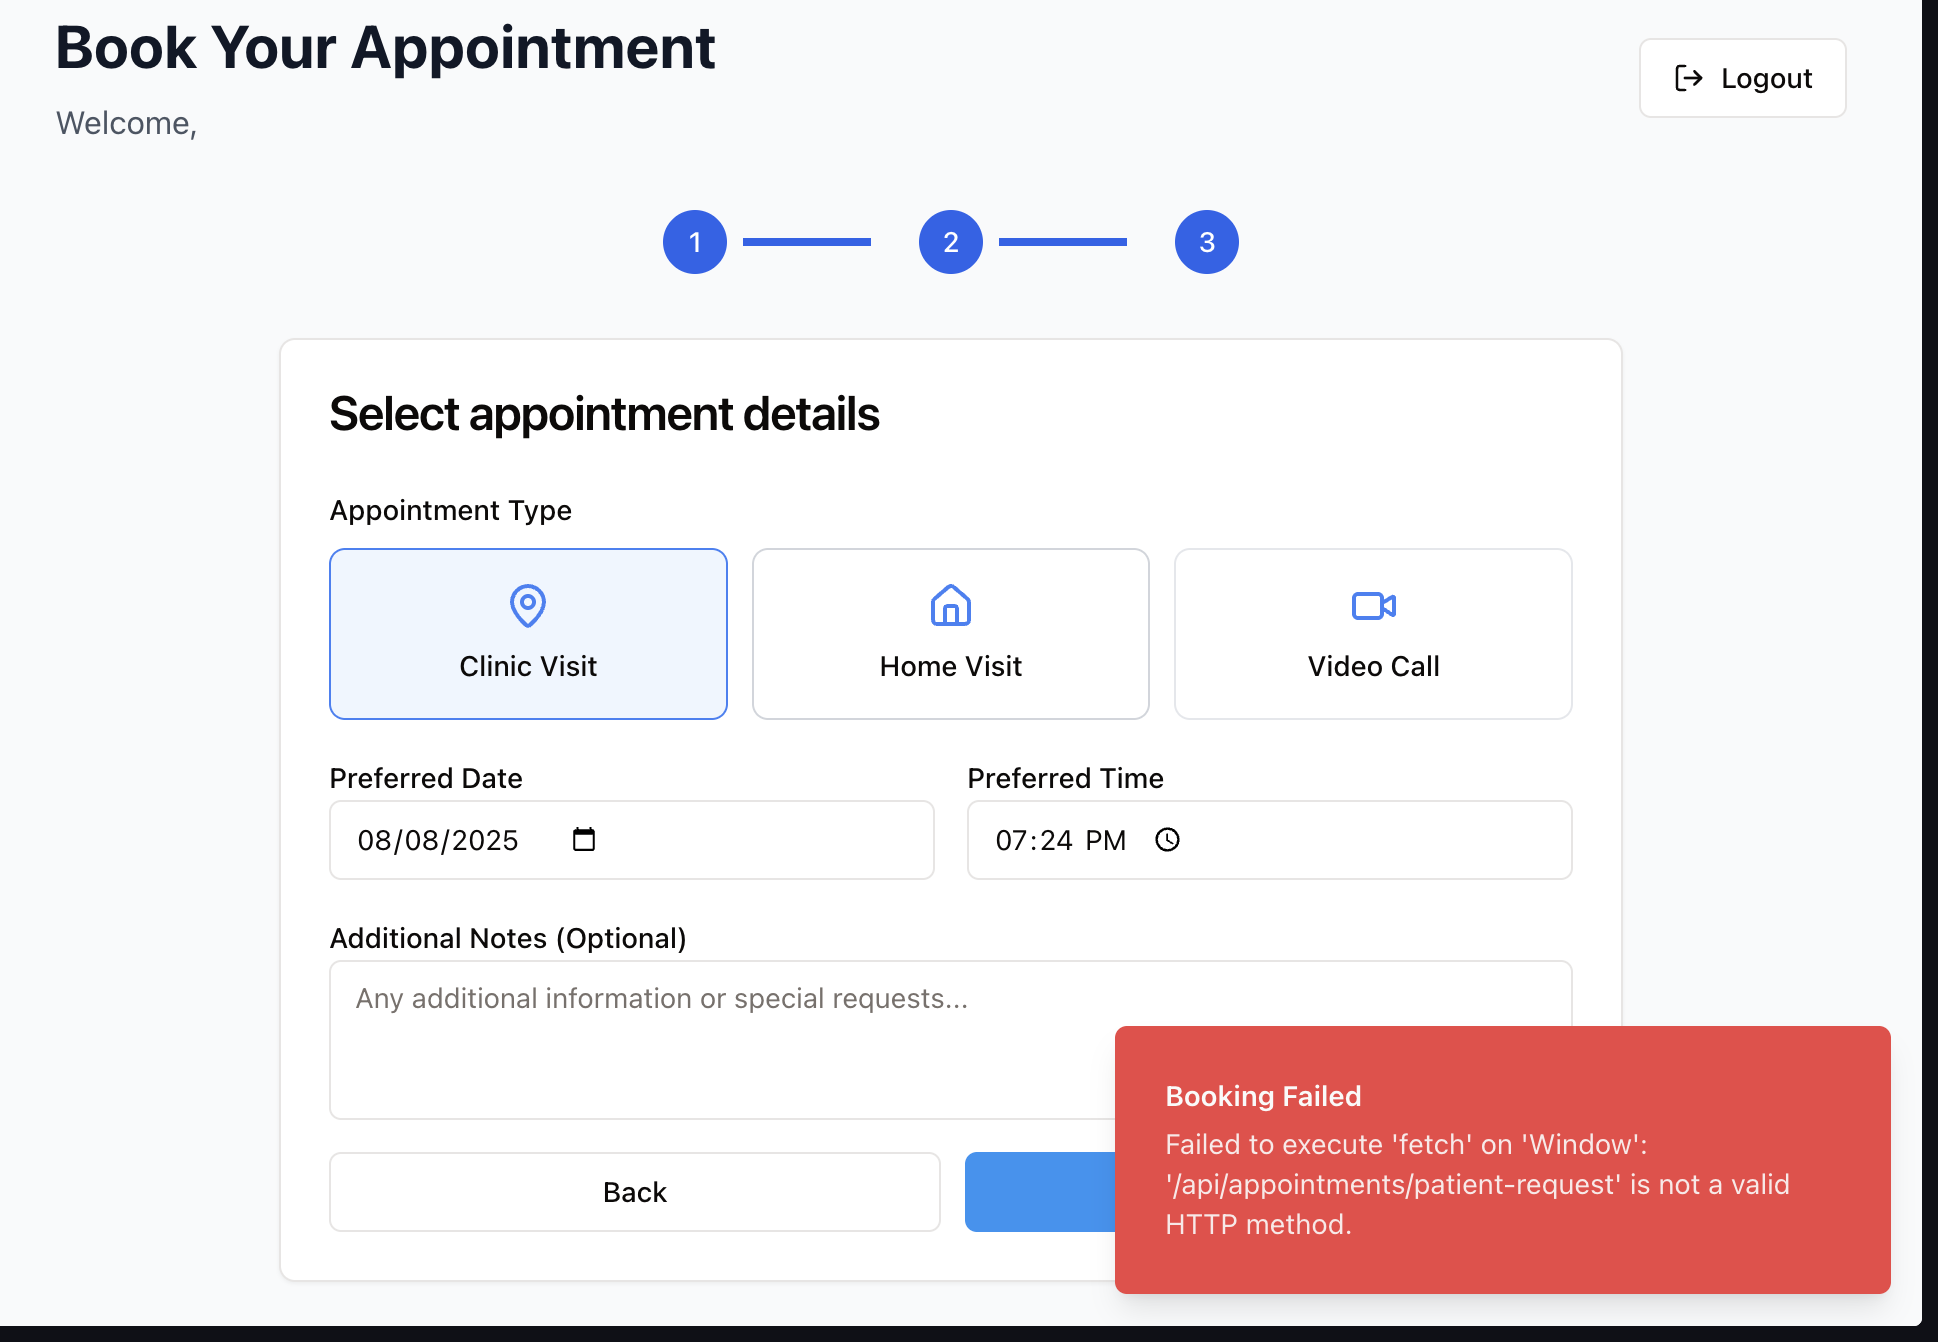 Book Your Appointment
Logout
Welcome,
1
2
3
Select appointment details
Appointment Type
Clinic Visit
Home Visit
Video Call
Preferred Date
Preferred Time
08/08/2025
07:24 PM
Additional Notes (Optional)
Any additional information or special requests...
Back
Booking Failed
Failed to execute 'fetch' on 'Window':
'/api/appointments/patient-request' is not a valid
HTTP method.